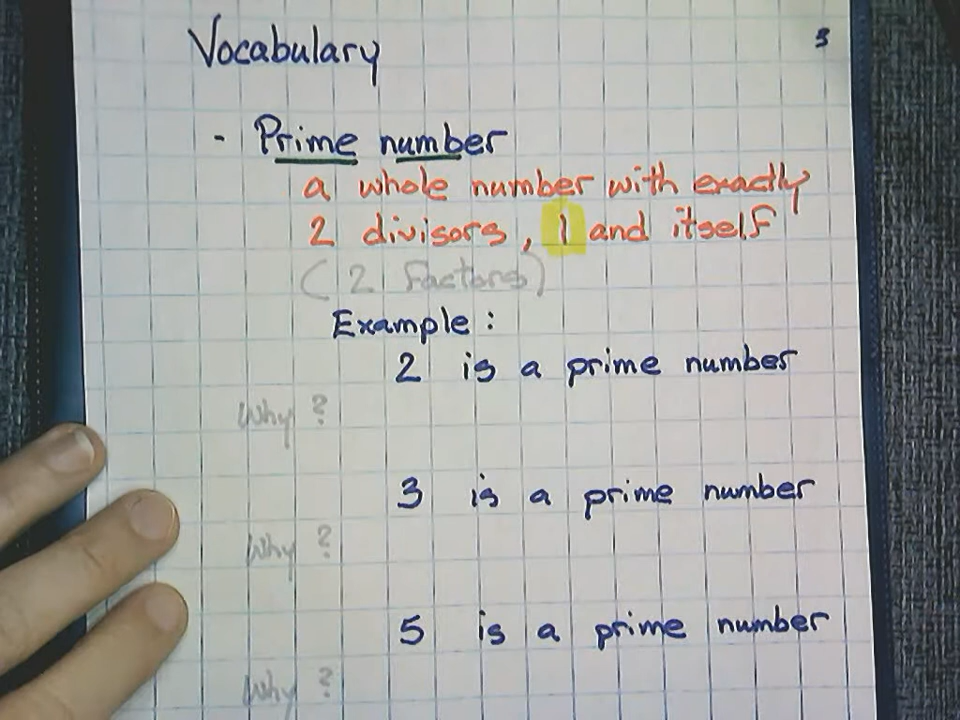 Vocabulary 3
- Prime number
a whole number with exactly
2 divisors, 1 and itself
(2 factors)
Example:
2 is a prime number
Why?
3 is a prime number
Why?
5 is a prime number
Why?